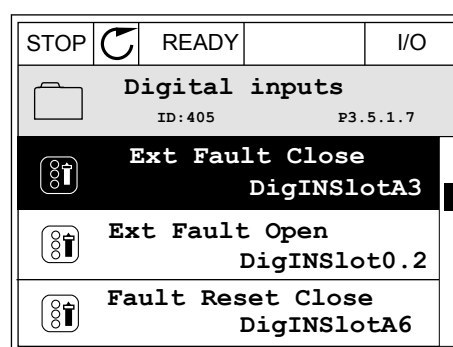 STOP READY I/O
Digital inputs
ID:405 P3.5.1.7
Ext Fault Close
DigINSlotA3
Ext Fault Open
DigINSlot0.2
Fault Reset Close
DigINSlotA6